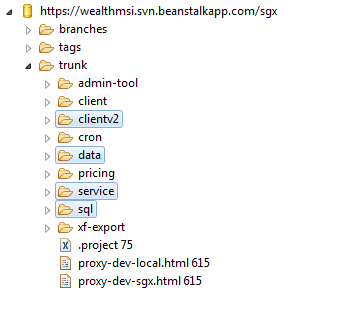 https://wealthmsi.svn.beanstalkapp.com/sgx
branches
tags
trunk
admin-tool
client
clientv2
cron
data
pricing
service
sql
xf-export
.project 75
proxy-dev-local.html 615
proxy-dev-sgx.html 615